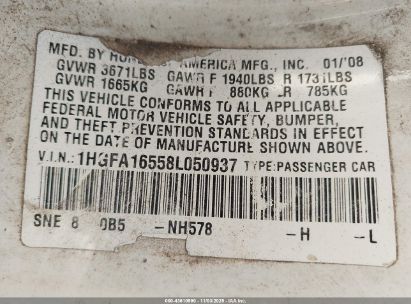 MFD. BY AMERICA MFG., INC. 01/08
GVWR 3671LBS GAWR F 1940LBS R 1731LBS
GVWR 1665KG GAWR F 880KG R 785KG
THIS VEHICLE CONFORMS TO ALL APPLICABLE
FEDERAL MOTOR VEHICLE SAFETY, BUMPER,
AND THEFT PREVENTION STANDARDS IN EFFECT
ON THE DATE OF MANUFACTURE SHOWN ABOVE.
V.I.N.: 1HGFA16558L050937 TYPE: PASSENGER CAR
SNE 8 0B5 -NH578 -H -L